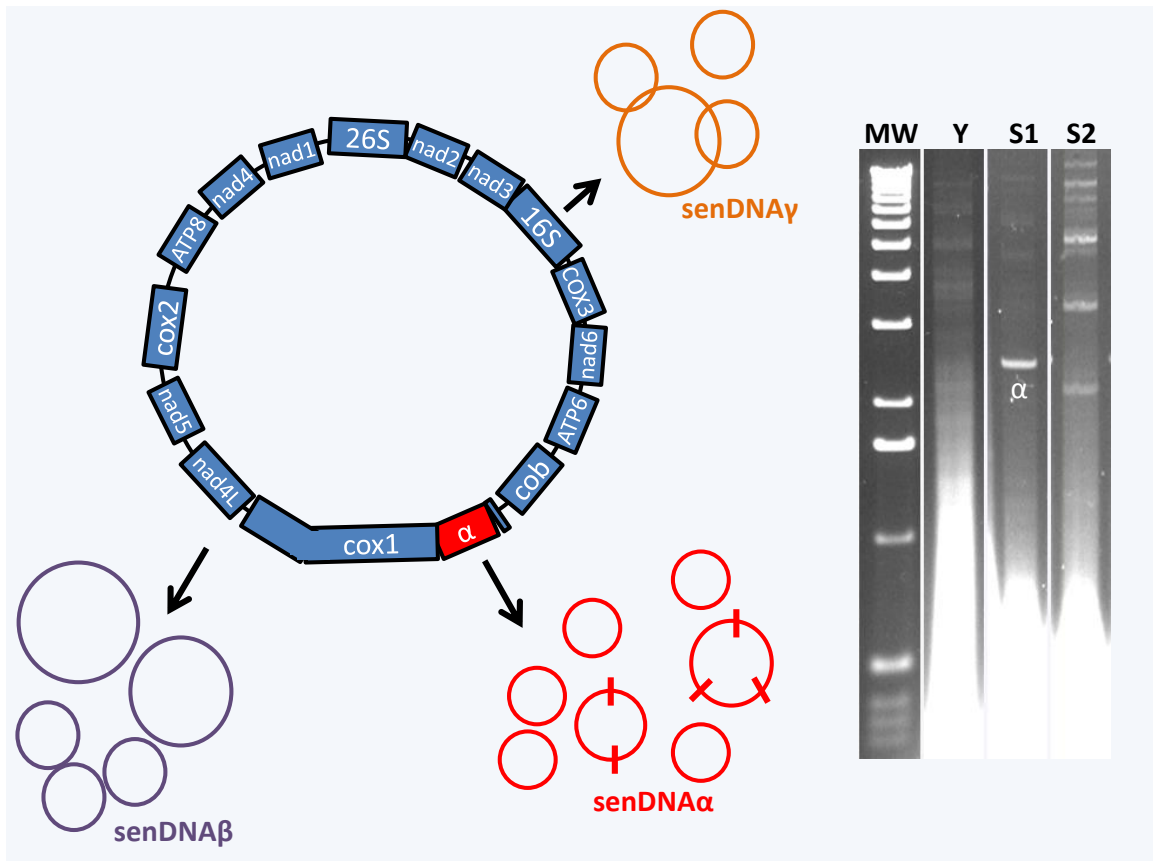 26S
nad2
nad3
16S
COX3
nad6
ATP6
cob
α
cox1
nad4L
nad5
cox2
ATP8
nad4
nad1
senDNAγ
senDNAβ
senDNAα
MW Y S1 S2
α